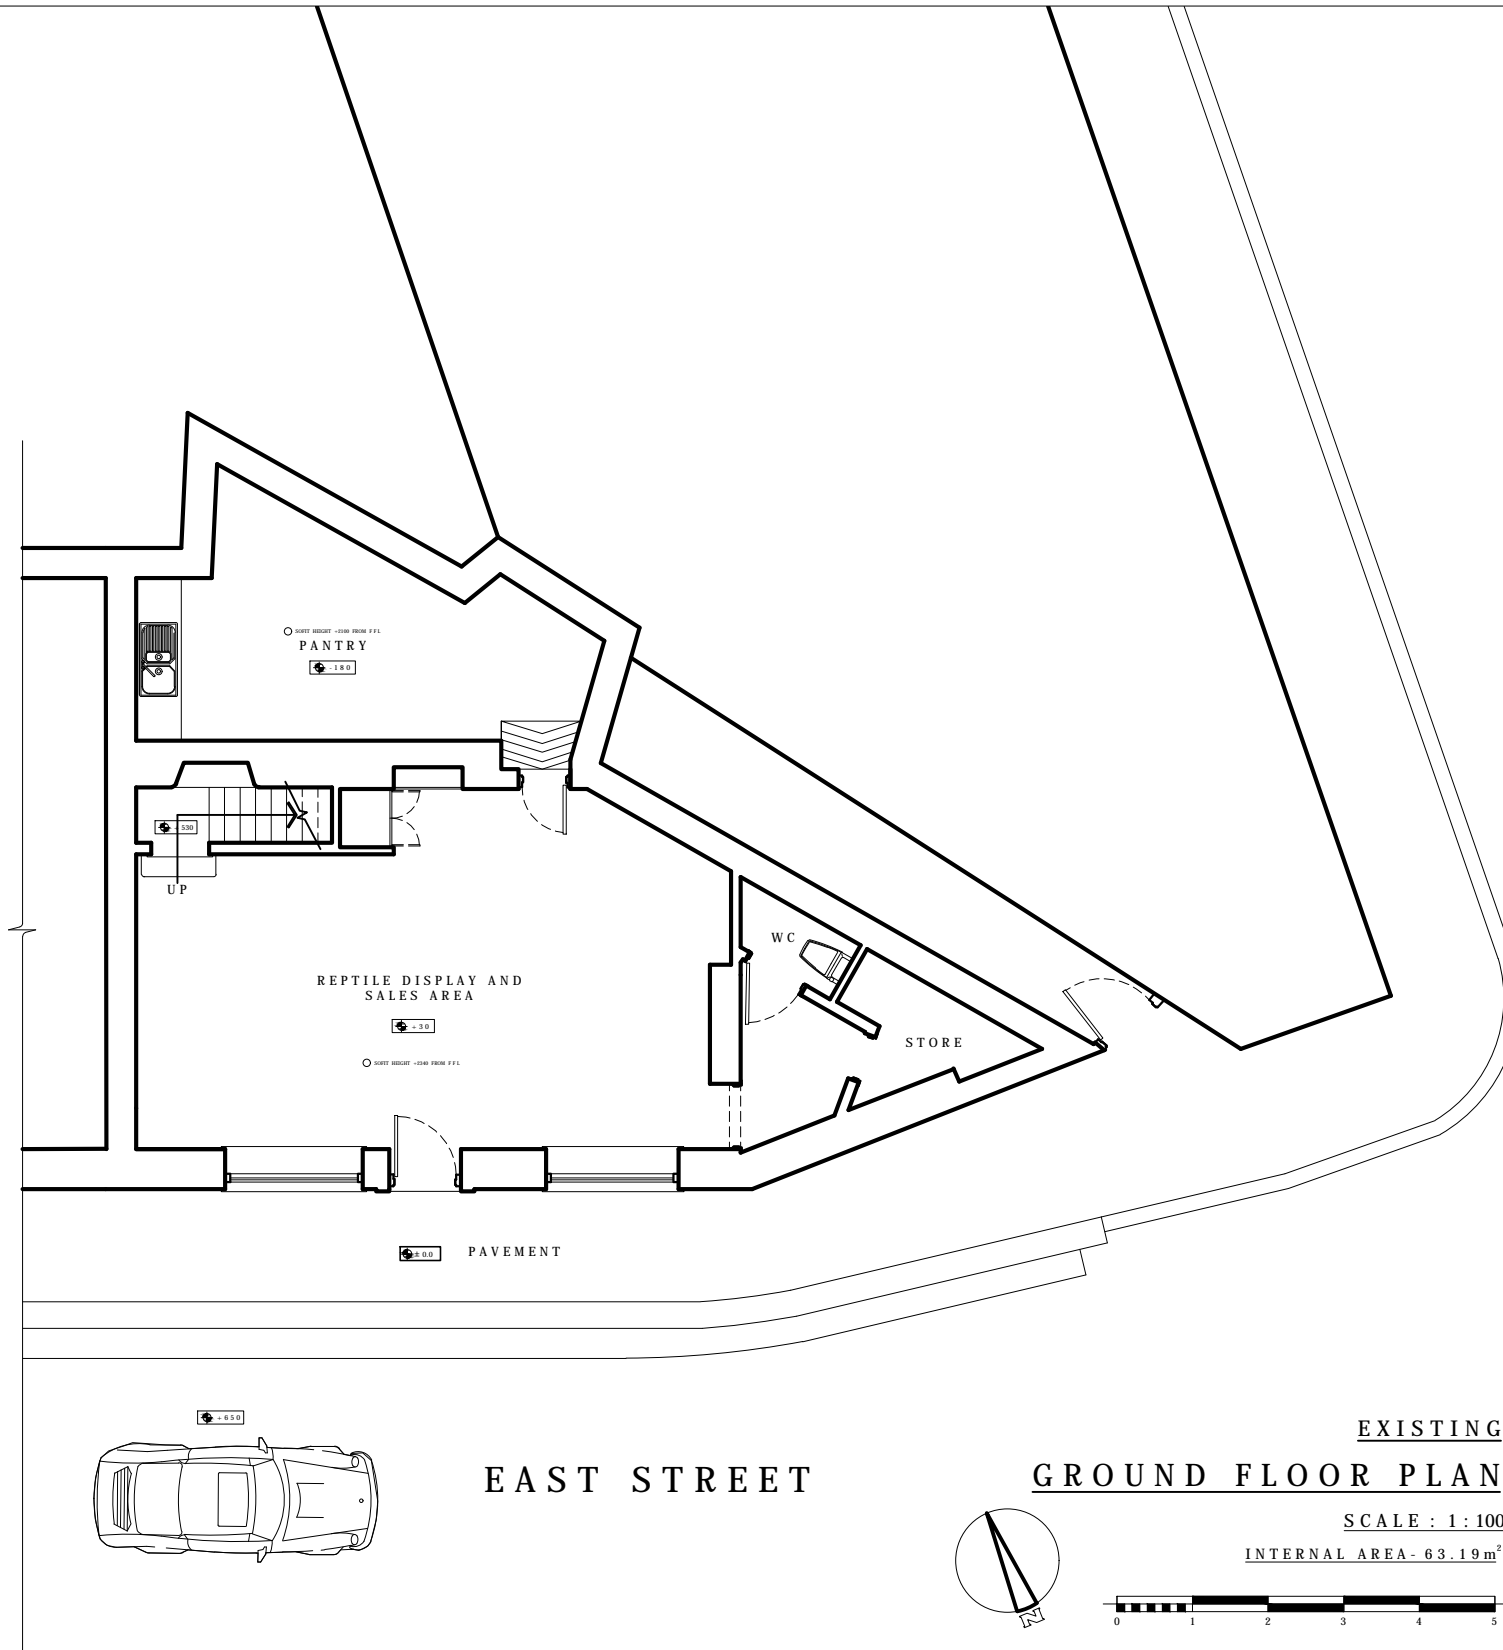 SOFIT HEIGHT +2100 FROM FFL
PANTRY
-180
+530
UP
WC
REPTILE DISPLAY AND
SALES AREA
+30
SOFIT HEIGHT +2340 FROM FFL
STORE
±0.0
PAVEMENT
+650
EAST STREET
EXISTING
GROUND FLOOR PLAN
SCALE : 1 : 100
INTERNAL AREA- 63.19m²
N
0 1 2 3 4 5